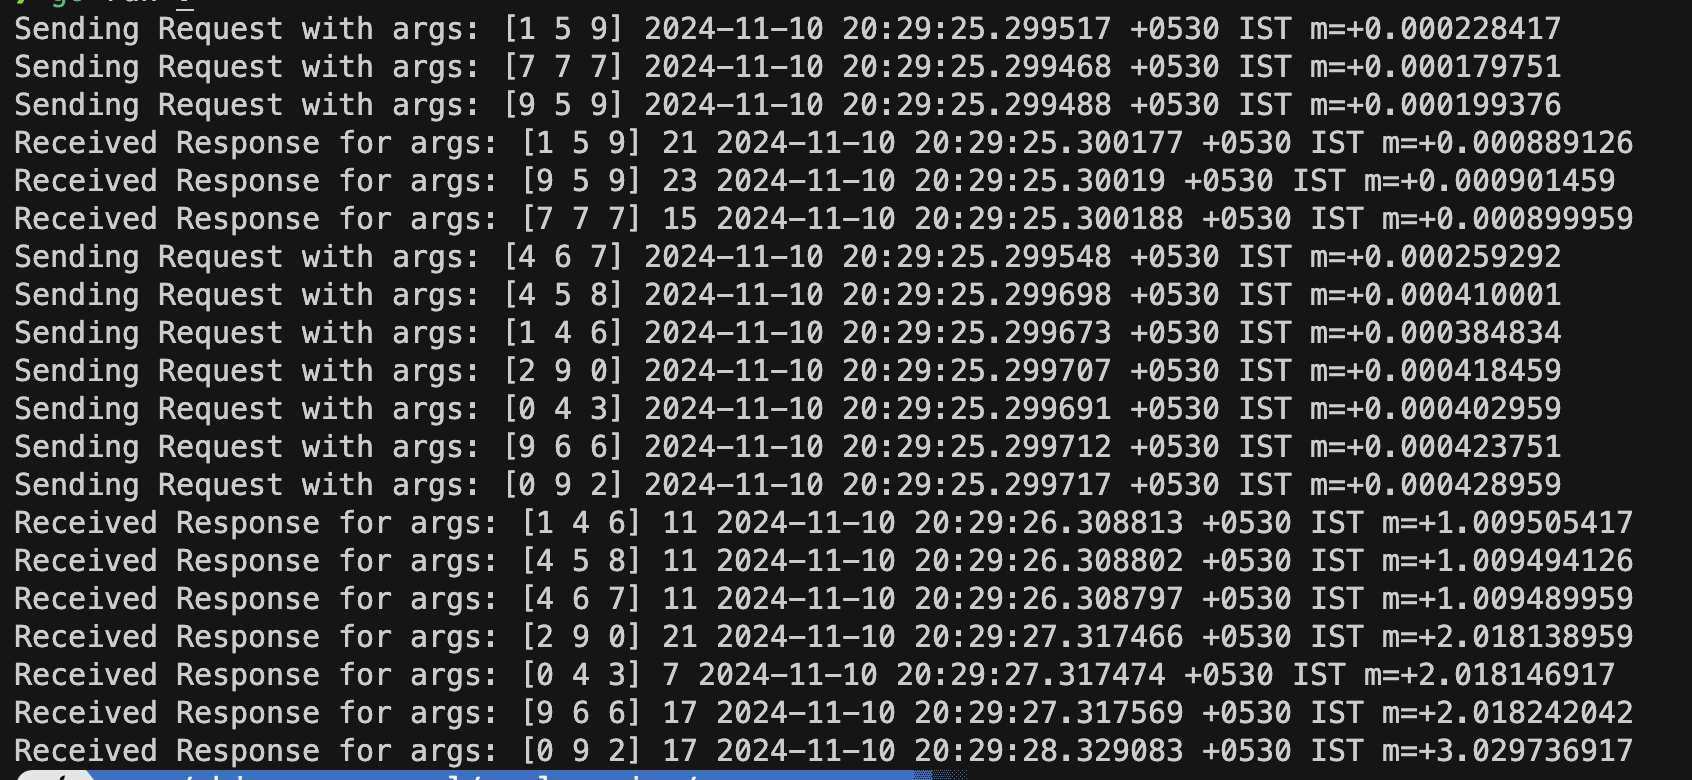 Sending Request with args: [1 5 9] 2024-11-10 20:29:25.299517 +0530 IST m=+0.000228417
Sending Request with args: [7 7 7] 2024-11-10 20:29:25.299468 +0530 IST m=+0.000179751
Sending Request with args: [9 5 9] 2024-11-10 20:29:25.299488 +0530 IST m=+0.000199376
Received Response for args: [1 5 9] 21 2024-11-10 20:29:25.300177 +0530 IST m=+0.000889126
Received Response for args: [9 5 9] 23 2024-11-10 20:29:25.30019 +0530 IST m=+0.000901459
Received Response for args: [7 7 7] 15 2024-11-10 20:29:25.300188 +0530 IST m=+0.000899959
Sending Request with args: [4 6 7] 2024-11-10 20:29:25.299548 +0530 IST m=+0.000259292
Sending Request with args: [4 5 8] 2024-11-10 20:29:25.299698 +0530 IST m=+0.000410001
Sending Request with args: [1 4 6] 2024-11-10 20:29:25.299673 +0530 IST m=+0.000384834
Sending Request with args: [2 9 0] 2024-11-10 20:29:25.299707 +0530 IST m=+0.000418459
Sending Request with args: [0 4 3] 2024-11-10 20:29:25.299691 +0530 IST m=+0.000402959
Sending Request with args: [9 6 6] 2024-11-10 20:29:25.299712 +0530 IST m=+0.000423751
Sending Request with args: [0 9 2] 2024-11-10 20:29:25.299717 +0530 IST m=+0.000428959
Received Response for args: [1 4 6] 11 2024-11-10 20:29:26.308813 +0530 IST m=+1.009505417
Received Response for args: [4 5 8] 11 2024-11-10 20:29:26.308802 +0530 IST m=+1.009494126
Received Response for args: [4 6 7] 11 2024-11-10 20:29:26.308797 +0530 IST m=+1.009489959
Received Response for args: [2 9 0] 21 2024-11-10 20:29:27.317466 +0530 IST m=+2.018138959
Received Response for args: [0 4 3] 7 2024-11-10 20:29:27.317474 +0530 IST m=+2.018146917
Received Response for args: [9 6 6] 17 2024-11-10 20:29:27.317569 +0530 IST m=+2.018242042
Received Response for args: [0 9 2] 17 2024-11-10 20:29:28.329083 +0530 IST m=+3.029736917